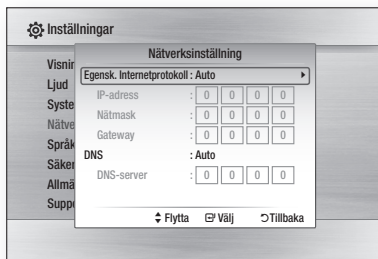 Inställningar
Nätverksinställning
Visnin
Ljud
Syste
Nätve
Språk
Säker
Allmä
Suppo
Egensk. Internetprotokoll : Auto
IP-adress : 0 0 0 0
Nätmask : 0 0 0 0
Gateway : 0 0 0 0
DNS : Auto
DNS-server : 0 0 0 0
Flytta Välj Tillbaka